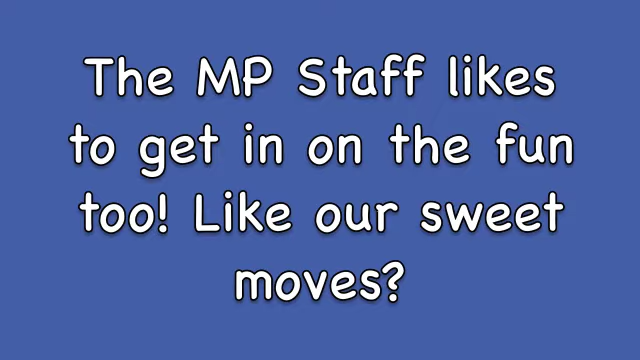 The MP Staff likes
to get in on the fun
too! Like our sweet
moves?